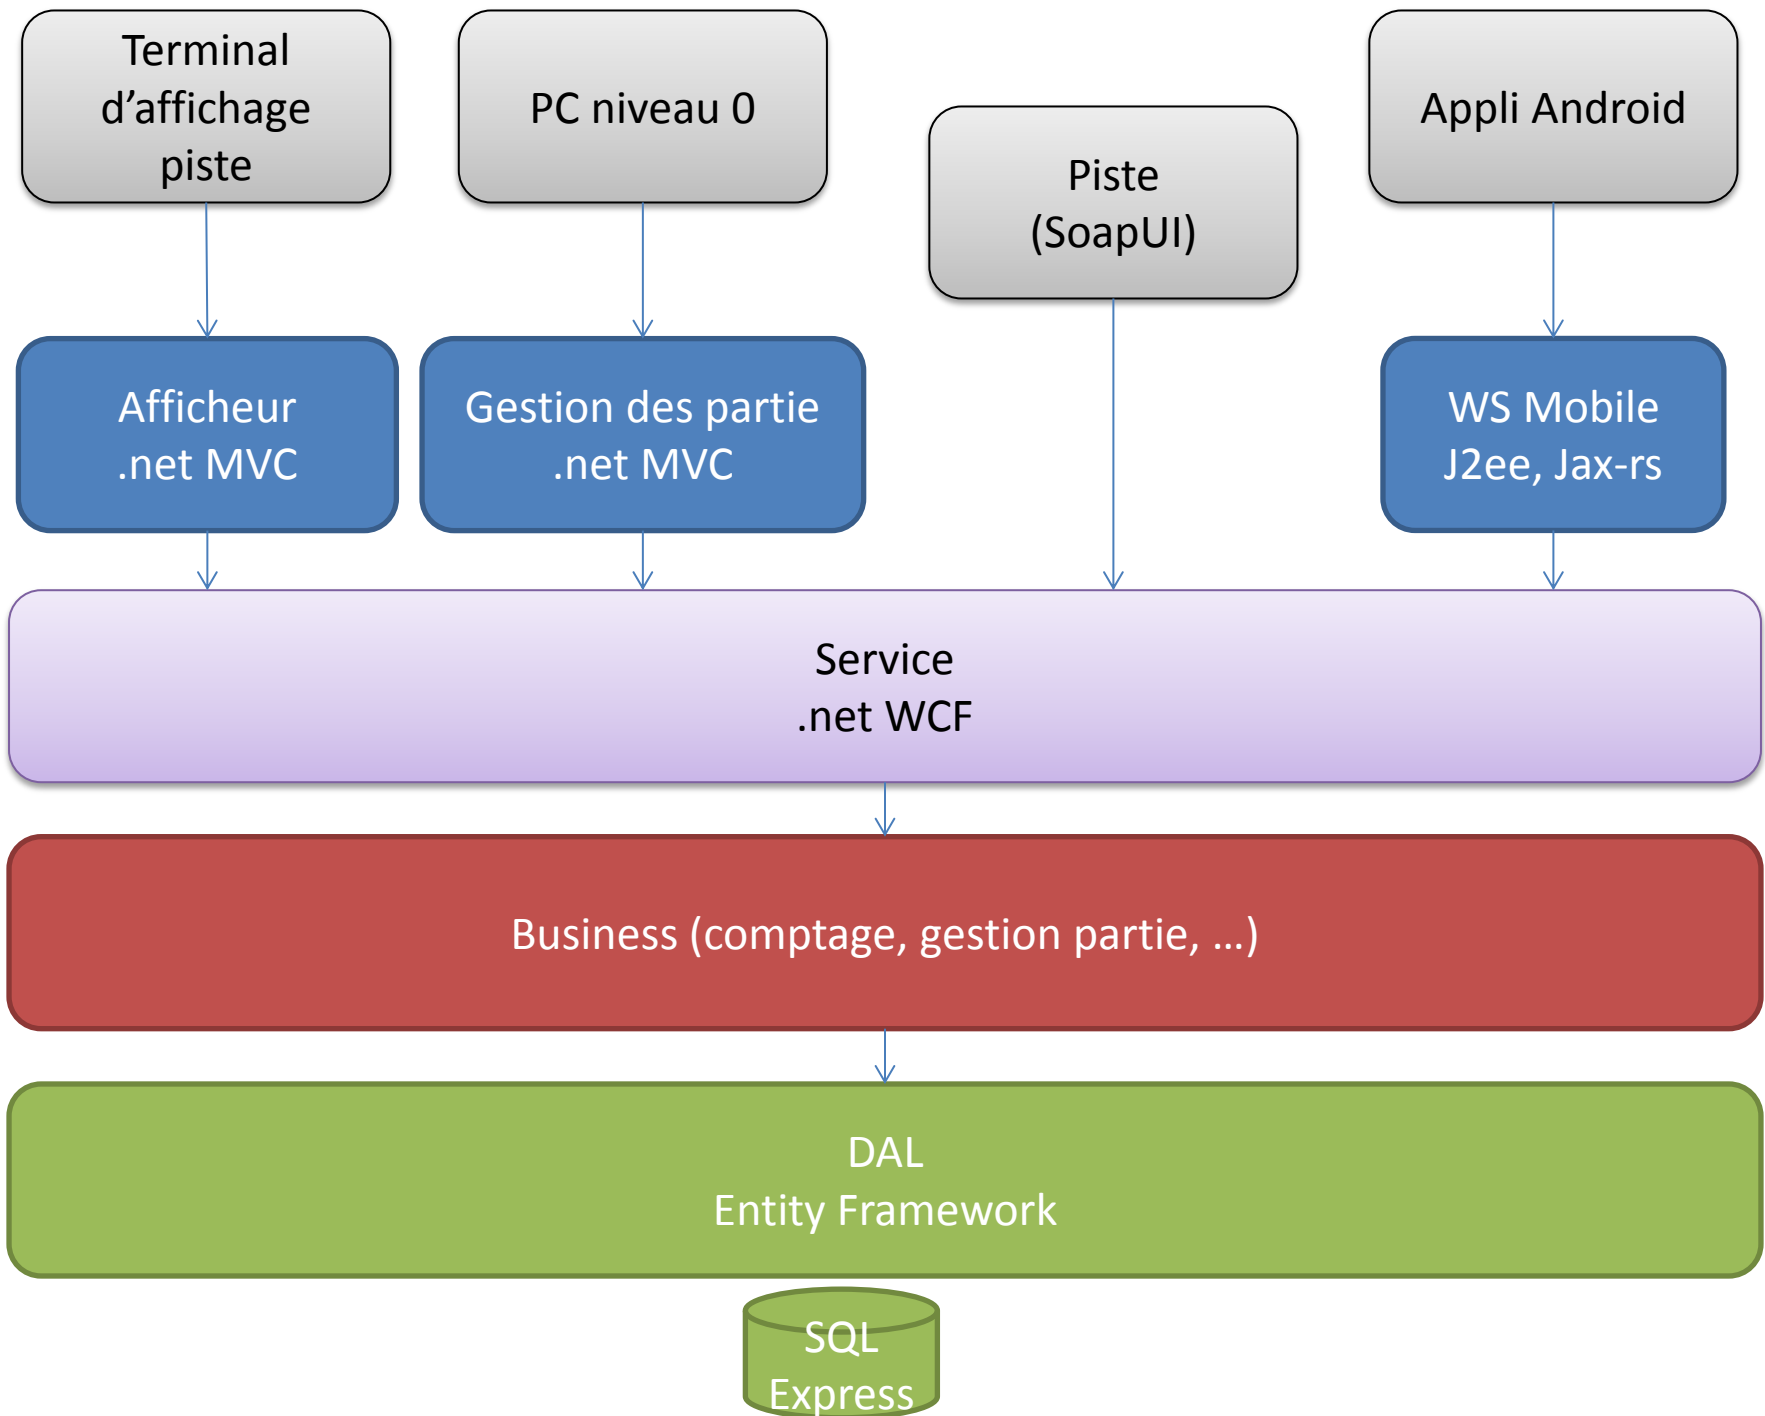 Terminal
d’affichage
piste
PC niveau 0
Piste
(SoapUI)
Appli Android
Afficheur
.net MVC
Gestion des partie
.net MVC
WS Mobile
J2ee, Jax-rs
Service
.net WCF
Business (comptage, gestion partie, …)
DAL
Entity Framework
SQL
Express